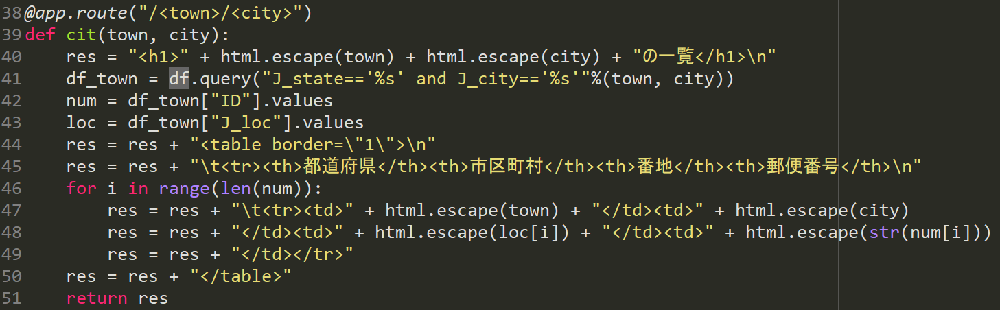 38 @app.route("/<town>/<city>")
39 def cit(town, city):
40     res = "<h1>" + html.escape(town) + html.escape(city) + "の一覧</h1>\n"
41     df_town = df.query("J_state=='%s' and J_city=='%s'"%(town, city))
42     num = df_town["ID"].values
43     loc = df_town["J_loc"].values
44     res = res + "<table border=\"1\">\n"
45     res = res + "\t<tr><th>都道府県</th><th>市区町村</th><th>番地</th><th>郵便番号</th>\n"
46     for i in range(len(num)):
47         res = res + "\t<tr><td>" + html.escape(town) + "</td><td>" + html.escape(city)
48         res = res + "</td><td>" + html.escape(loc[i]) + "</td><td>" + html.escape(str(num[i]))
49         res = res + "</td></tr>"
50     res = res + "</table>"
51     return res